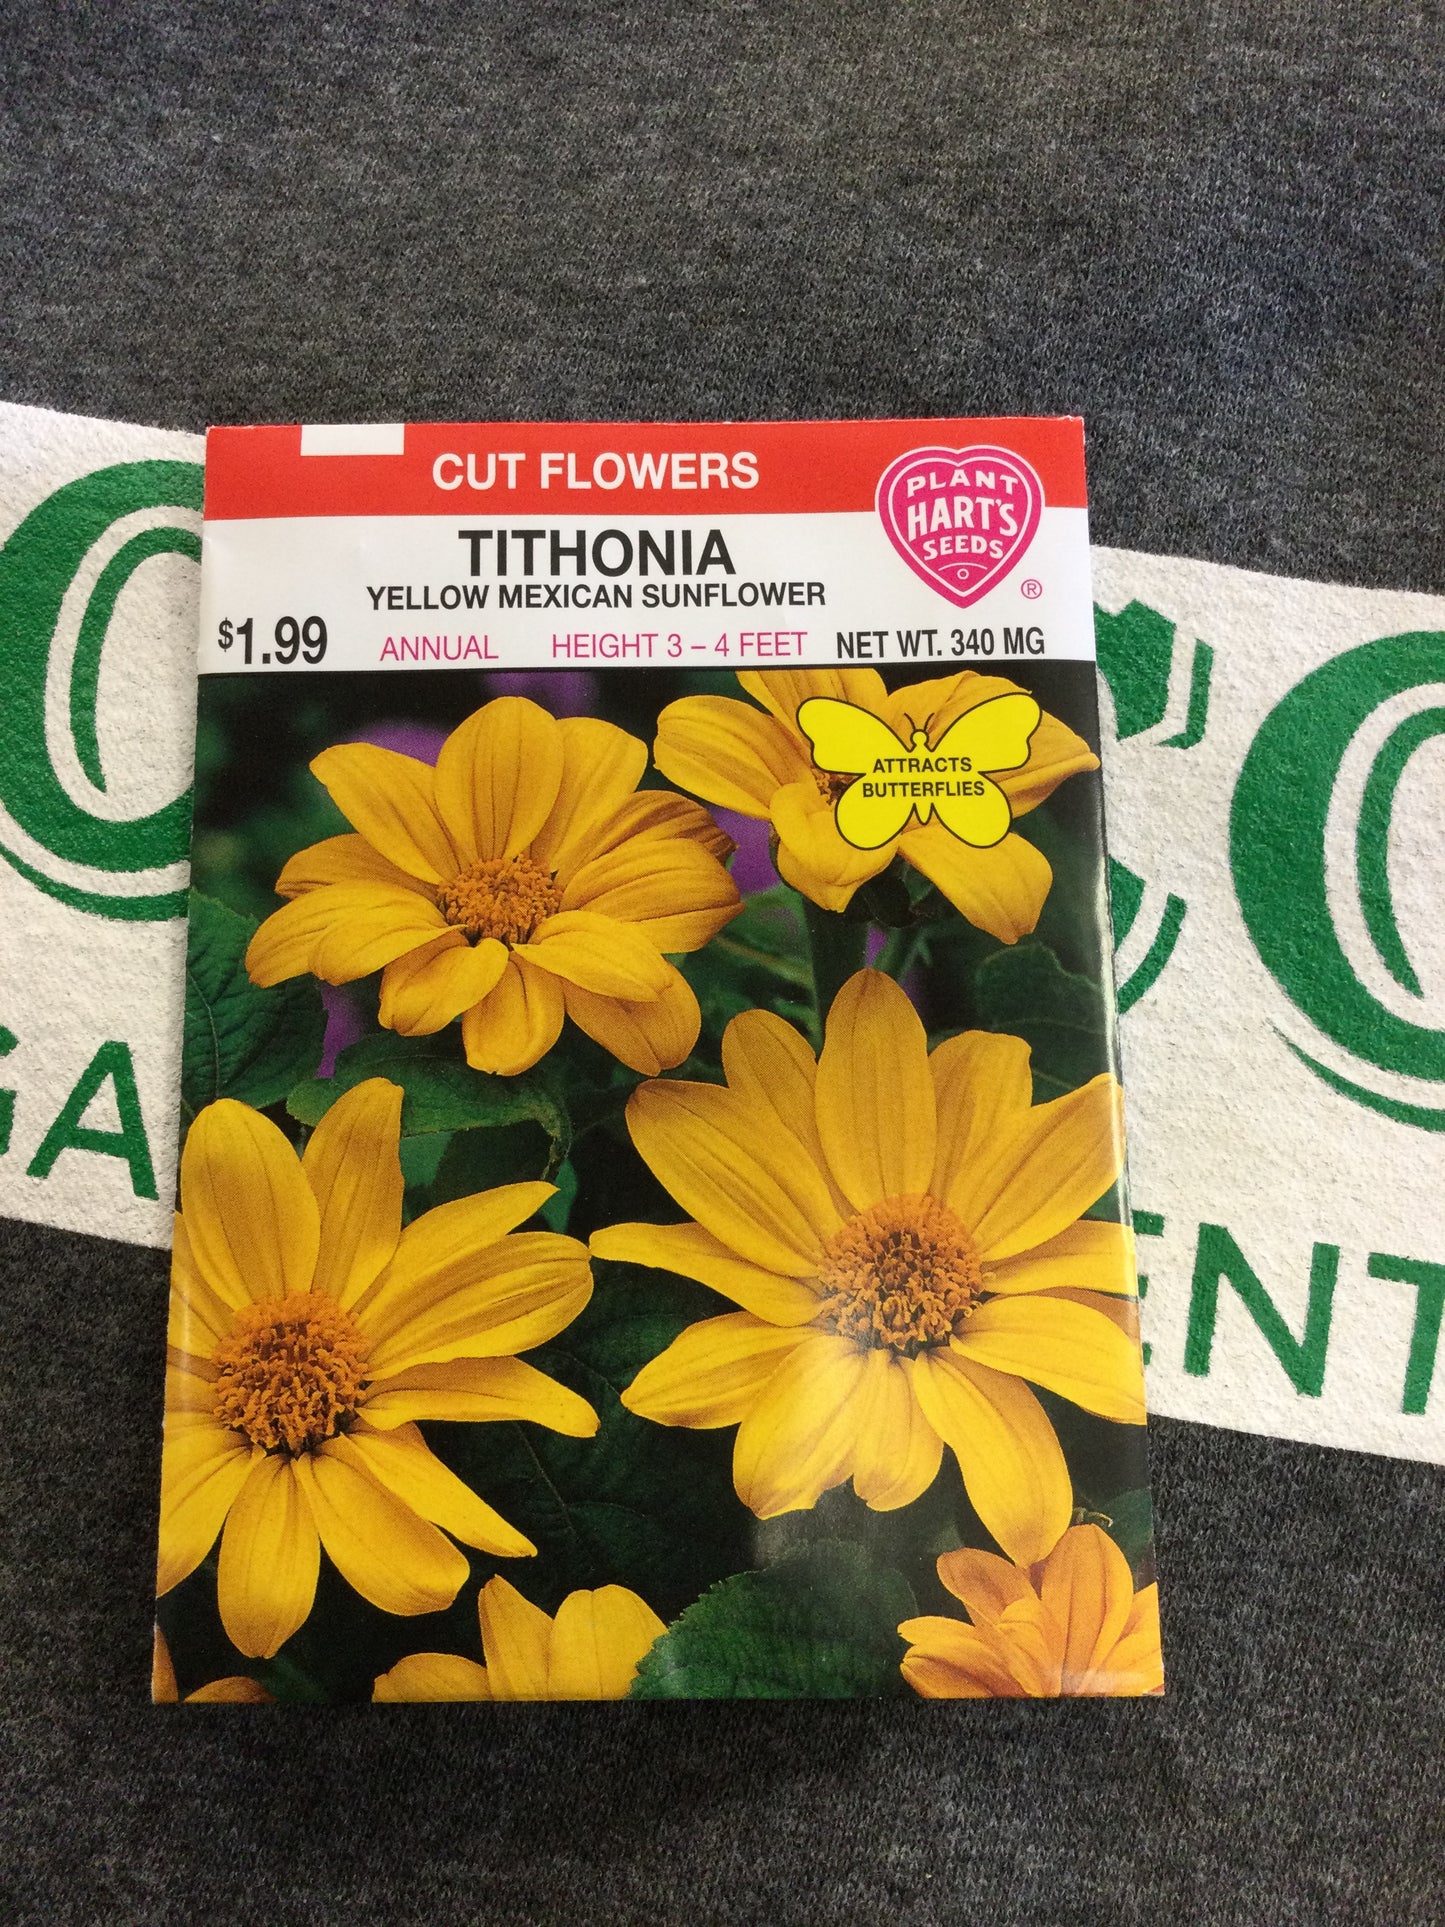 CUT FLOWERS
PLANT
HART'S
SEEDS
®
TITHONIA
YELLOW MEXICAN SUNFLOWER
$1.99 ANNUAL HEIGHT 3 – 4 FEET NET WT. 340 MG
ATTRACTS
BUTTERFLIES